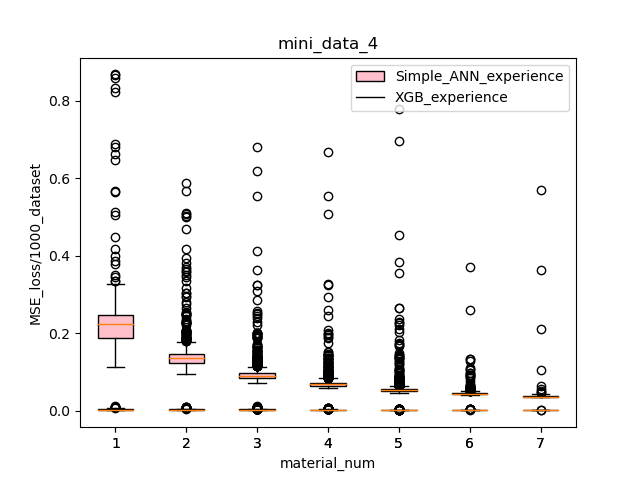 mini_data_4
Simple_ANN_experience
XGB_experience
MSE_loss/1000_dataset
0.8
0.6
0.4
0.2
0.0
1 2 3 4 5 6 7
material_num